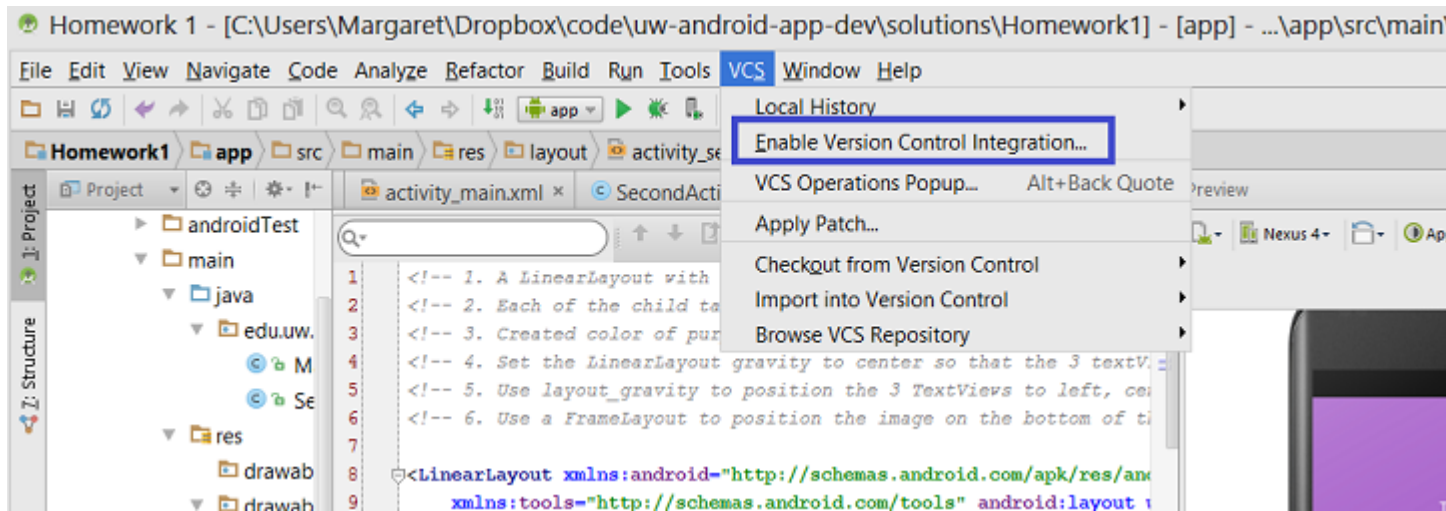 Homework 1 - [C:\Users\Margaret\Dropbox\code\uw-android-app-dev\solutions\Homework1] - [app] - ...\app\src\main\
File Edit View Navigate Code Analyze Refactor Build Run Tools VCS Window Help
app
Local History
Enable Version Control Integration...
VCS Operations Popup... Alt+Back Quote
Apply Patch...
Checkout from Version Control
Import into Version Control
Browse VCS Repository
Homework1 app src main res layout activity_se
Project activity_main.xml SecondActi Preview
1: Project
Z: Structure
Nexus 4
androidTest
main
java
edu.uw.
M
Se
res
drawab
drawab
1 <!-- 1. A LinearLayout with
2 <!-- 2. Each of the child ta
3 <!-- 3. Created color of pur
4 <!-- 4. Set the LinearLayout gravity to center so that the 3 textV
5 <!-- 5. Use layout_gravity to position the 3 TextViews to left, ce
6 <!-- 6. Use a FrameLayout to position the image on the bottom of t
7
8 <LinearLayout xmlns:android="http://schemas.android.com/apk/res/an
9 xmlns:tools="http://schemas.android.com/tools" android:layout